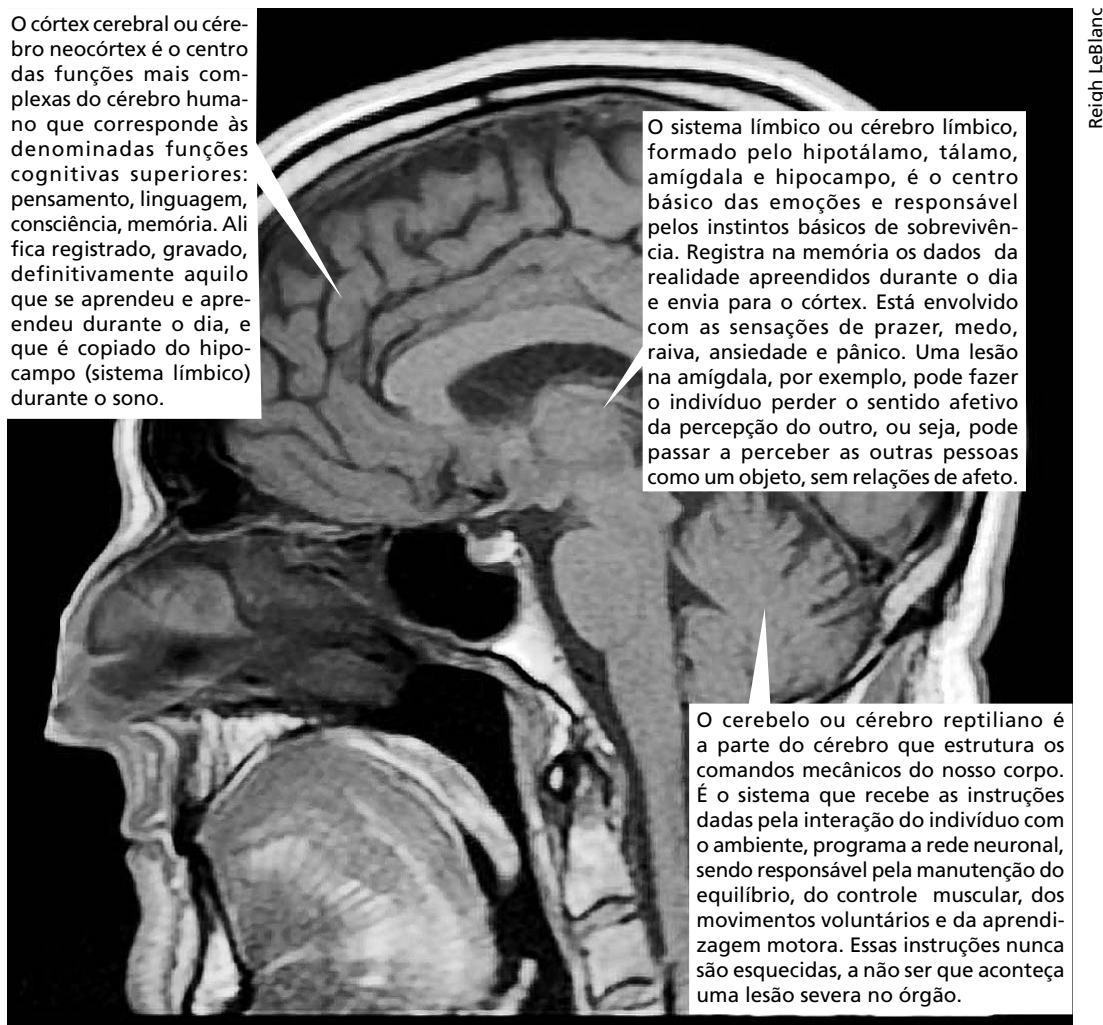 O córtex cerebral ou cére-
bro neocórtex é o centro
das funções mais com-
plexas do cérebro huma-
no que corresponde às
denominadas funções
cognitivas superiores:
pensamento, linguagem,
consciência, memória. Ali
fica registrado, gravado,
definitivamente aquilo
que se aprendeu e apre-
endeu durante o dia, e
que é copiado do hipo-
campo (sistema límbico)
durante o sono.
Reigh LeBlanc
O sistema límbico ou cérebro límbico,
formado pelo hipotálamo, tálamo,
amígdala e hipocampo, é o centro
básico das emoções e responsável
pelos instintos básicos de sobrevivên-
cia. Registra na memória os dados da
realidade apreendidos durante o dia
e envia para o córtex. Está envolvido
com as sensações de prazer, medo,
raiva, ansiedade e pânico. Uma lesão
na amígdala, por exemplo, pode fazer
o indivíduo perder o sentido afetivo
da percepção do outro, ou seja, pode
passar a perceber as outras pessoas
como um objeto, sem relações de afeto.
O cerebelo ou cérebro reptiliano é
a parte do cérebro que estrutura os
comandos mecânicos do nosso corpo.
É o sistema que recebe as instruções
dadas pela interação do indivíduo com
o ambiente, programa a rede neuronal,
sendo responsável pela manutenção do
equilíbrio, do controle muscular, dos
movimentos voluntários e da aprendi-
zagem motora. Essas instruções nunca
são esquecidas, a não ser que aconteça
uma lesão severa no órgão.